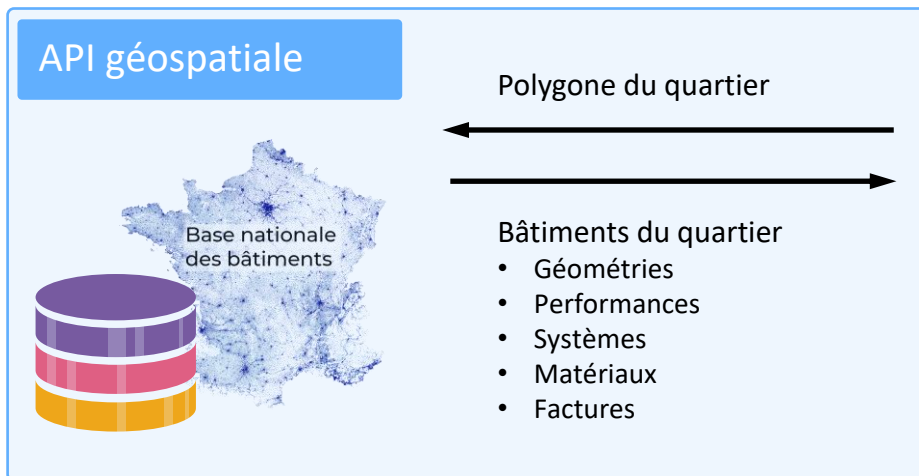 API géospatiale
Base nationale
des bâtiments
Polygone du quartier
Bâtiments du quartier
• Géométries
• Performances
• Systèmes
• Matériaux
• Factures